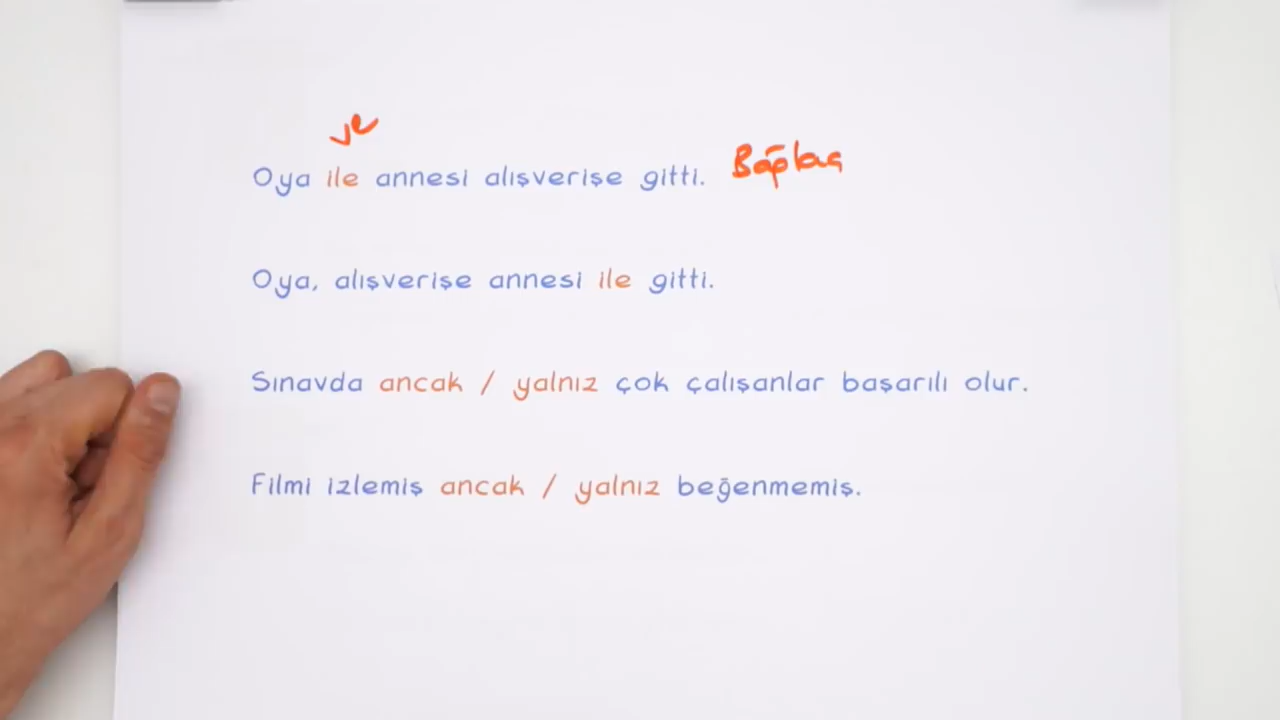 ve
Oya ile annesi alışverişe gitti. Bağlaç
Oya, alışverişe annesi ile gitti.
Sınavda ancak / yalnız çok çalışanlar başarılı olur.
Filmi izlemiş ancak / yalnız beğenmemiş.